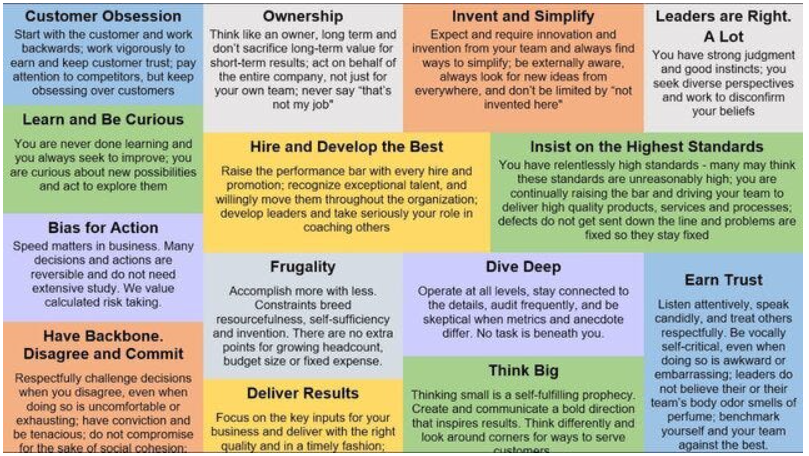 Customer Obsession
Start with the customer and work
backwards; work vigorously to
earn and keep customer trust; pay
attention to competitors, but keep
obsessing over customers
Ownership
Think like an owner, long term and
don't sacrifice long-term value for
short-term results; act on behalf of
the entire company, not just for
your own team; never say "that's
not my job"
Invent and Simplify
Expect and require innovation and
invention from your team and always find
ways to simplify; be externally aware,
always look for new ideas from
everywhere, and don't be limited by "not
invented here"
Leaders are Right.
A Lot
You have strong judgment
and good instincts; you
seek diverse perspectives
and work to disconfirm
your beliefs
Learn and Be Curious
You are never done learning and
you always seek to improve; you
are curious about new possibilities
and act to explore them
Hire and Develop the Best
Raise the performance bar with every hire and
promotion; recognize exceptional talent, and
willingly move them throughout the organization;
develop leaders and take seriously your role in
coaching others
Insist on the Highest Standards
You have relentlessly high standards - many may think
these standards are unreasonably high; you are
continually raising the bar and driving your team to
deliver high quality products, services and processes;
defects do not get sent down the line and problems are
fixed so they stay fixed
Bias for Action
Speed matters in business. Many
decisions and actions are
reversible and do not need
extensive study. We value
calculated risk taking.
Frugality
Accomplish more with less.
Constraints breed
resourcefulness, self-sufficiency
and invention. There are no extra
points for growing headcount,
budget size or fixed expense.
Dive Deep
Operate at all levels, stay connected to
the details, audit frequently, and be
skeptical when metrics and anecdote
differ. No task is beneath you.
Earn Trust
Listen attentively, speak
candidly, and treat others
respectfully. Be vocally
self-critical, even when
doing so is awkward or
embarrassing; leaders do
not believe their or their
team's body odor smells of
perfume; benchmark
yourself and your team
against the best.
Have Backbone.
Disagree and Commit
Respectfully challenge decisions
when you disagree, even when
doing so is uncomfortable or
exhausting; have conviction and
be tenacious; do not compromise
for the sake of social cohesion;
Deliver Results
Focus on the key inputs for your
business and deliver with the right
quality and in a timely fashion;
Think Big
Thinking small is a self-fulfilling prophecy.
Create and communicate a bold direction
that inspires results. Think differently and
look around corners for ways to serve
customers.